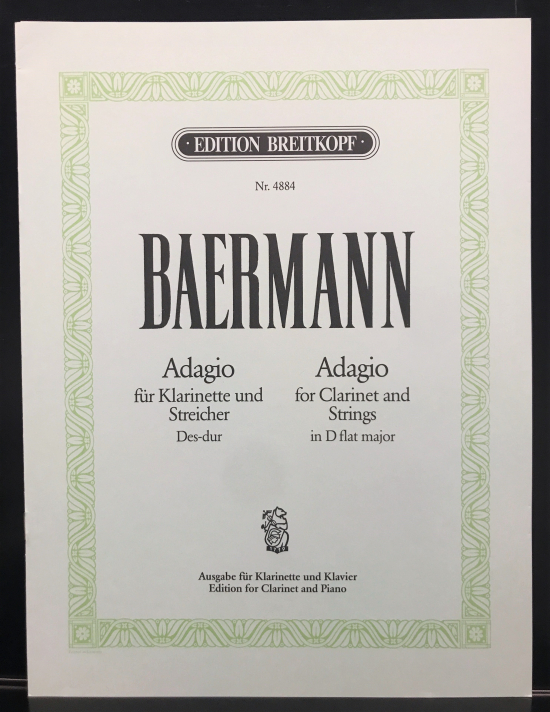 · EDITION BREITKOPF ·
Nr. 4884
BAERMANN
Adagio
für Klarinette und
Streicher
Des-dur
Adagio
for Clarinet and
Strings
in D flat major
Ausgabe für Klarinette und Klavier
Edition for Clarinet and Piano